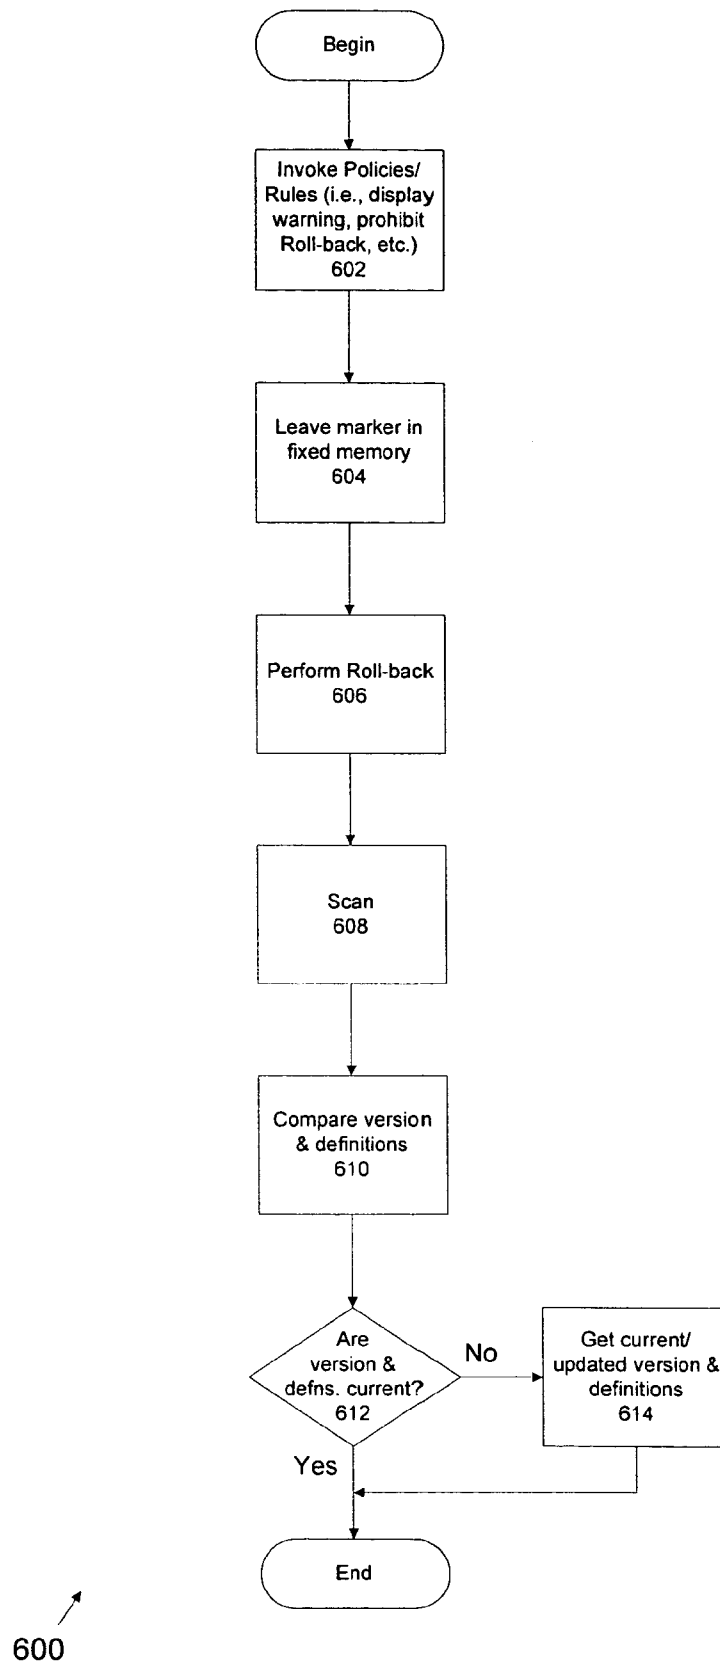 Begin
Invoke Policies/
Rules (i.e., display
warning, prohibit
Roll-back, etc.)
602
Leave marker in
fixed memory
604
Perform Roll-back
606
Scan
608
Compare version
& definitions
610
Are
version &
defns. current?
612
No
Get current/
updated version &
definitions
614
Yes
End
600